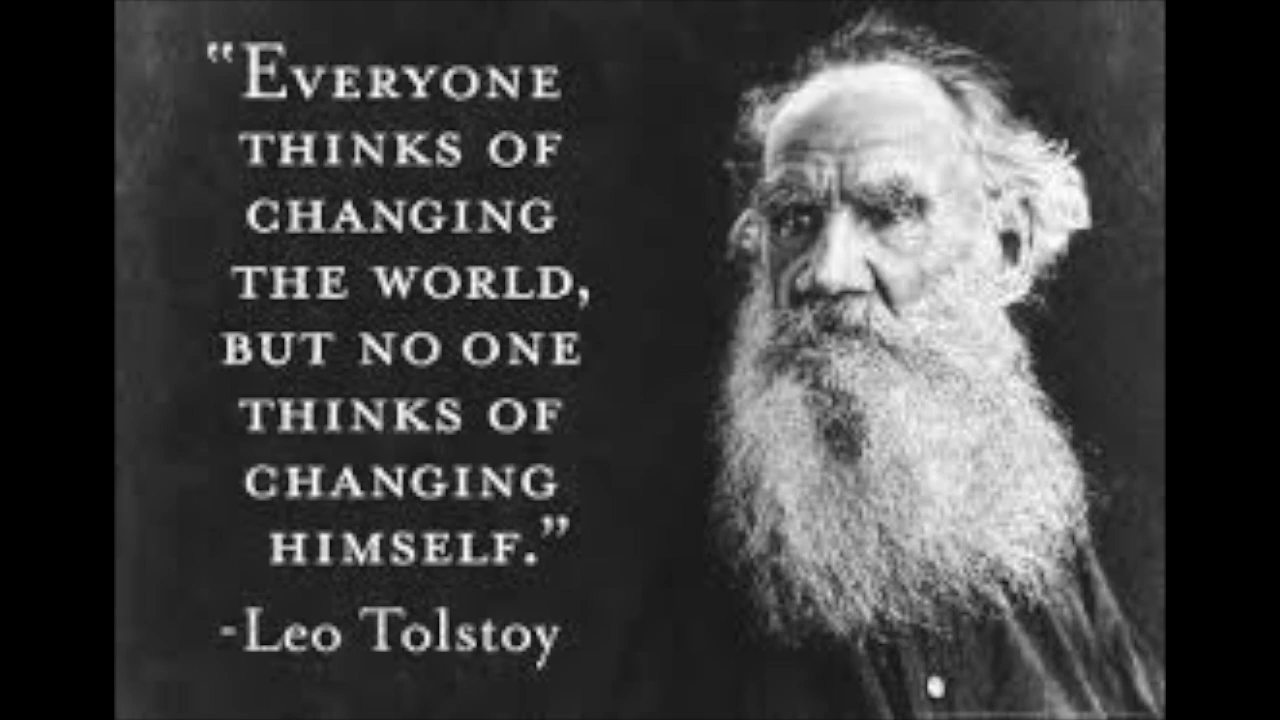 “Everyone
thinks of
changing
the world,
but no one
thinks of
changing
himself.”
-Leo Tolstoy